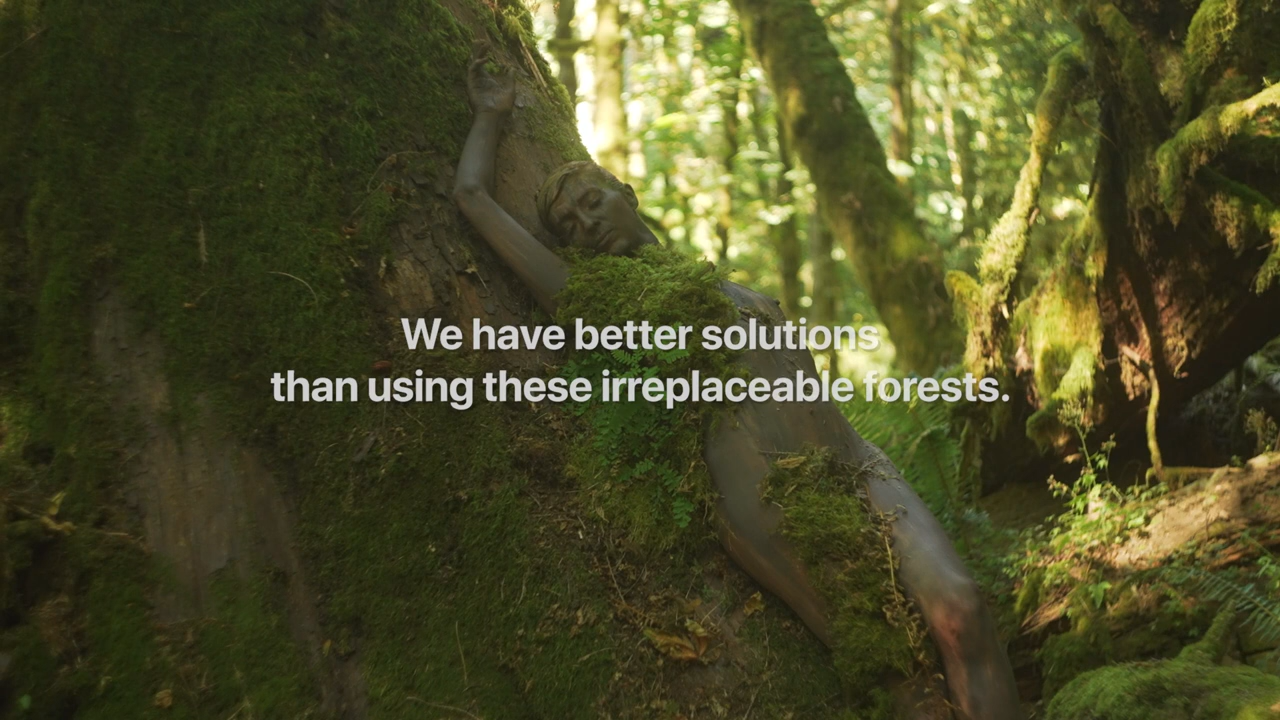 We have better solutions
than using these irreplaceable forests.